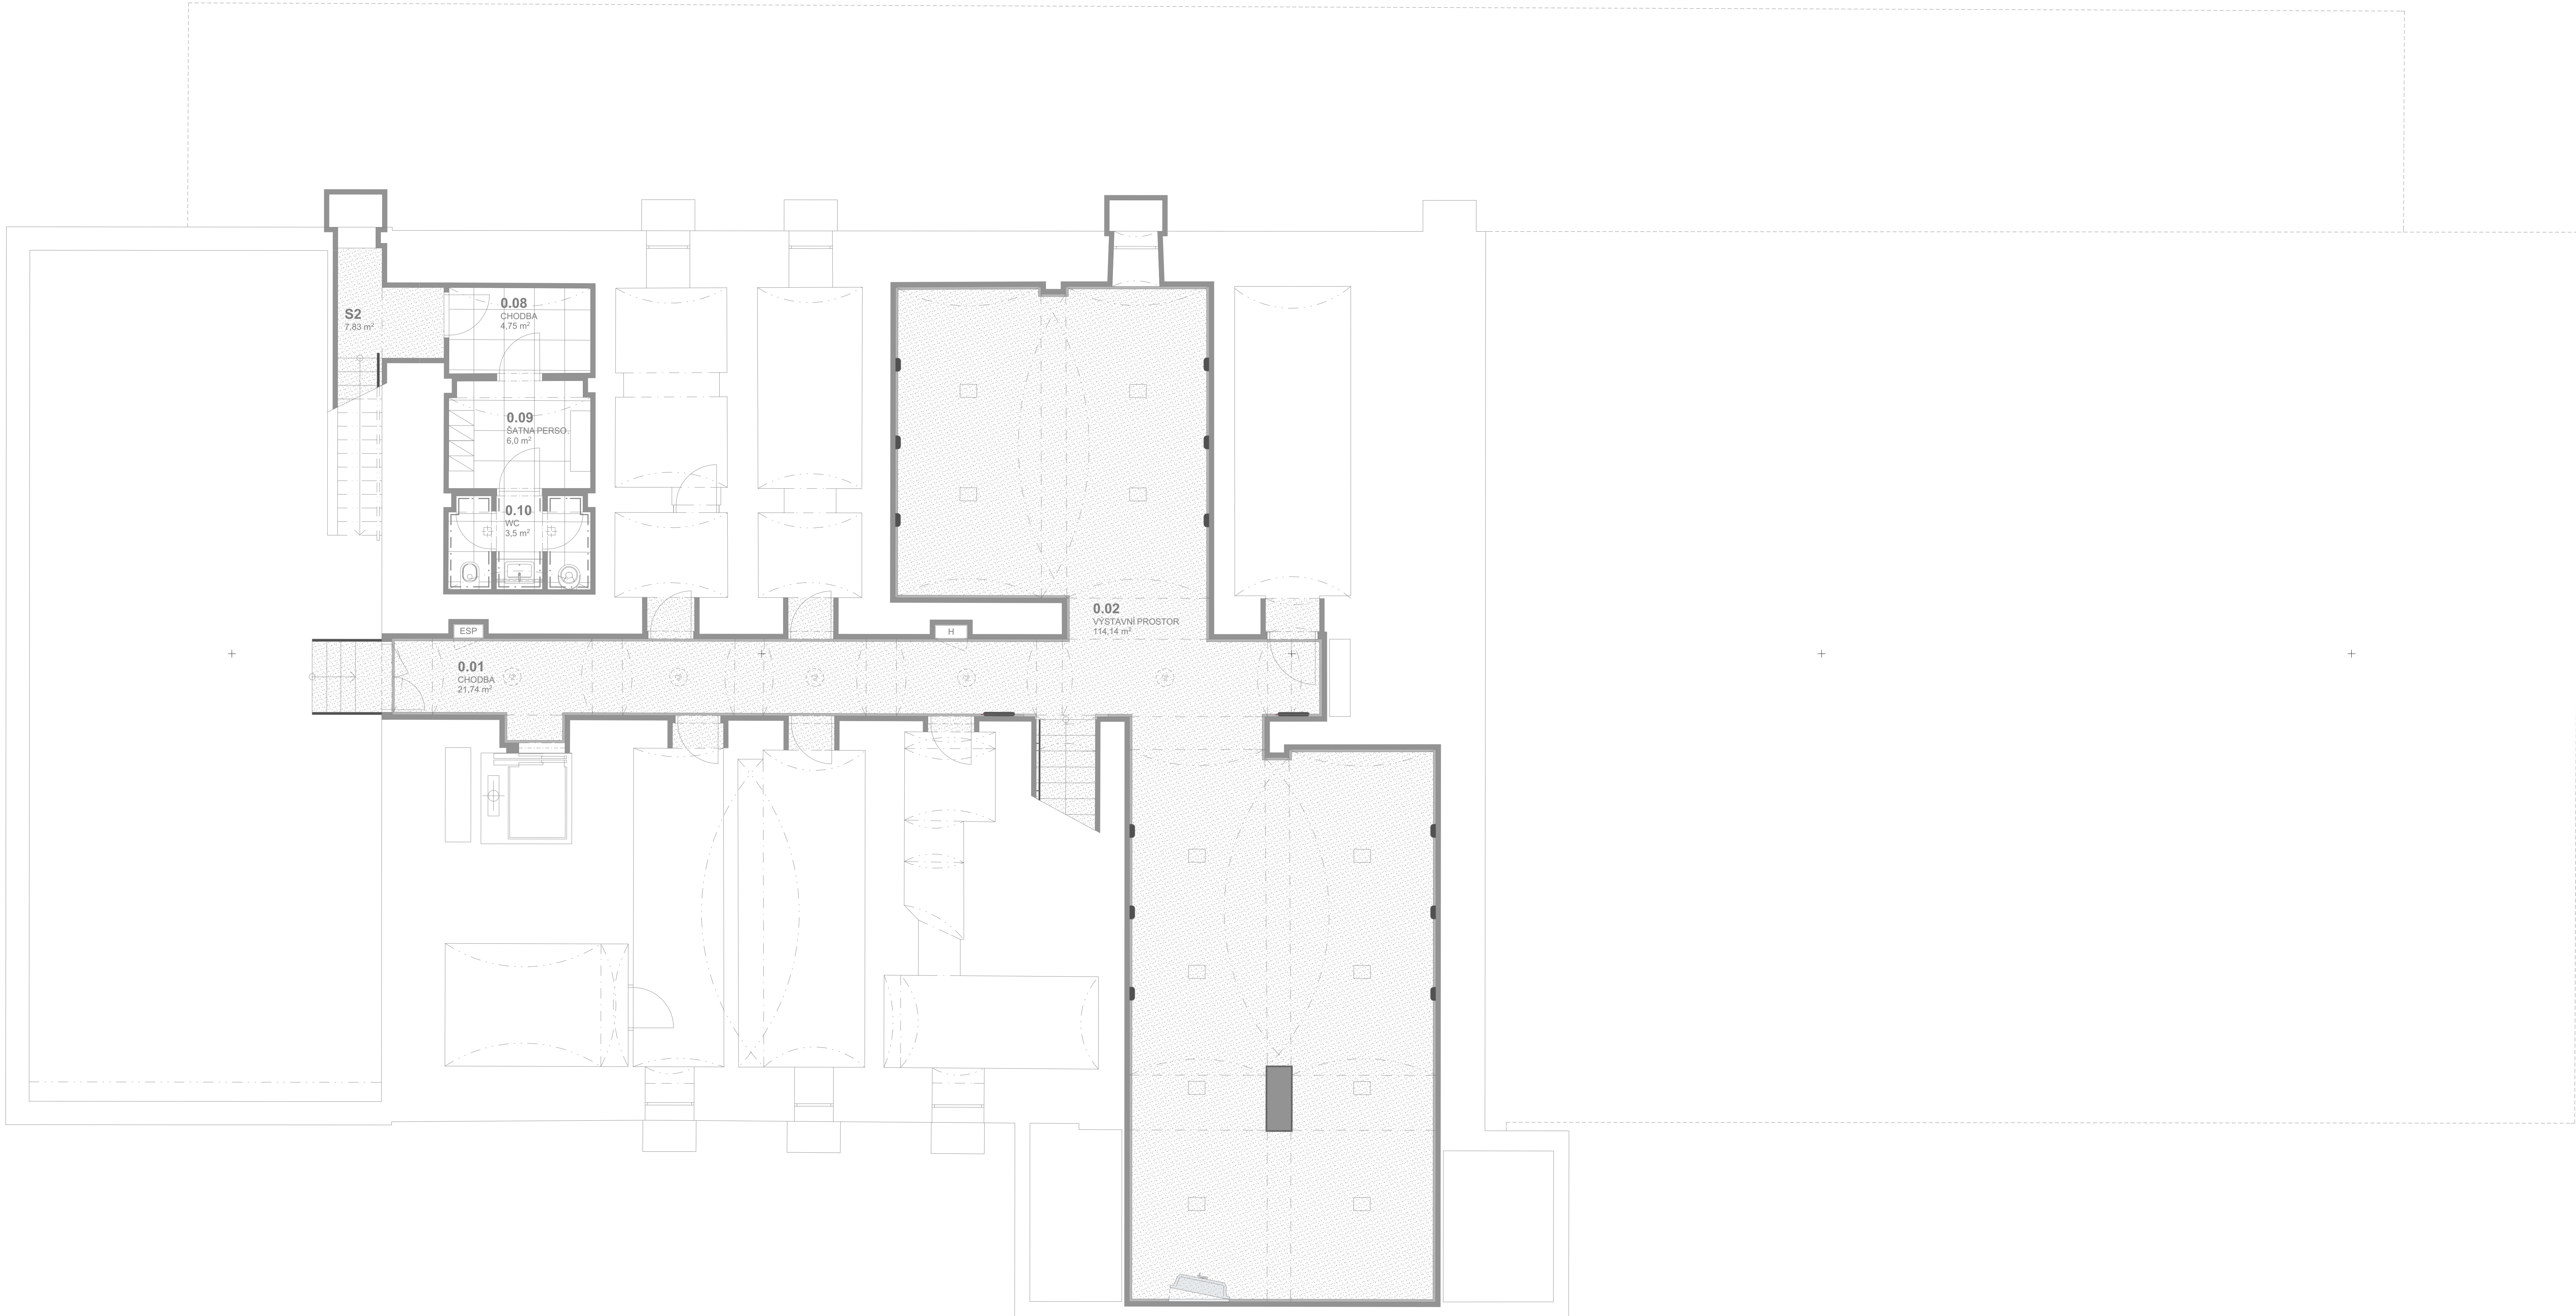 S2
7,83 m²
0.08
CHODBA
4,75 m²
0.09
ŠATNA PERSO.
6,0 m²
0.10
WC
3,5 m²
ESP
H
0.02
VÝSTAVNÍ PROSTOR
114,14 m²
0.01
CHODBA
21,74 m²